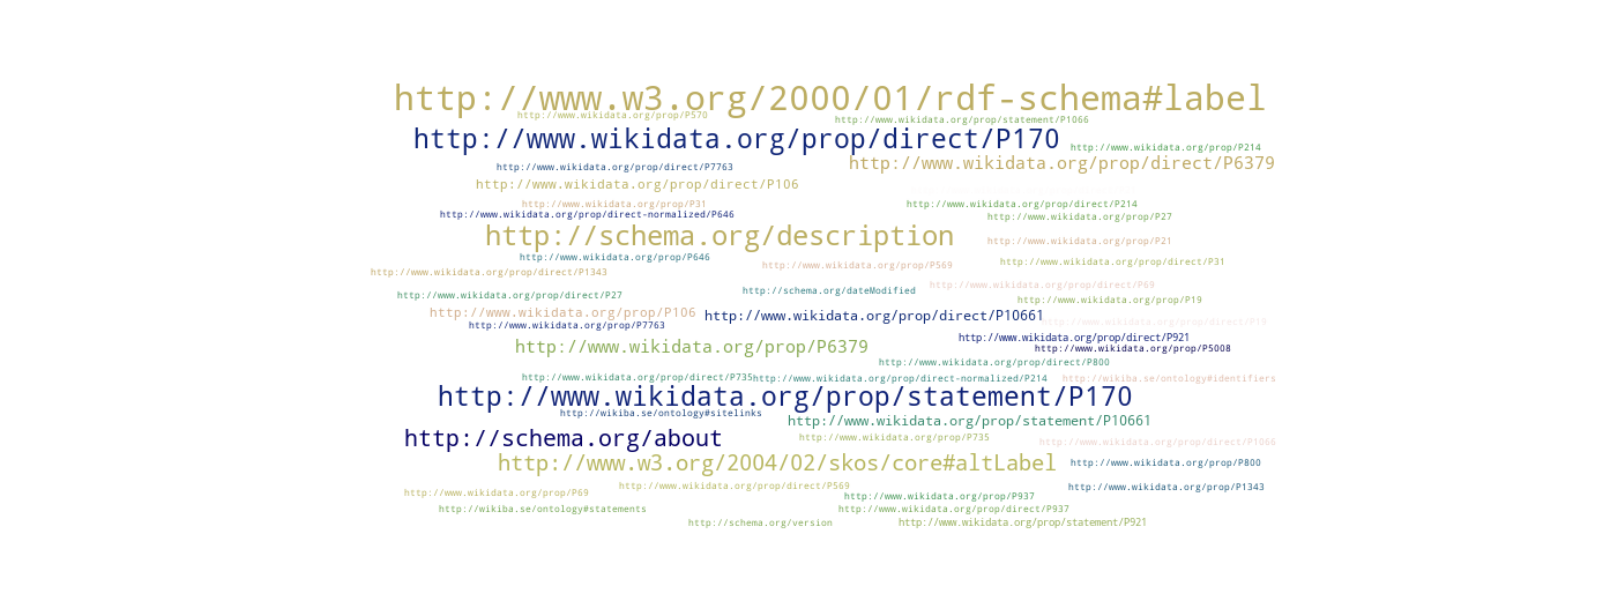 http://www.w3.org/2000/01/rdf-schema#label
http://www.wikidata.org/prop/P570
http://www.wikidata.org/prop/statement/P1066
http://www.wikidata.org/prop/direct/P170
http://www.wikidata.org/prop/P214
http://www.wikidata.org/prop/direct/P7763
http://www.wikidata.org/prop/direct/P6379
http://www.wikidata.org/prop/direct/P106
http://www.wikidata.org/prop/P31
http://www.wikidata.org/prop/direct/P214
http://www.wikidata.org/prop/direct-normalized/P646
http://www.wikidata.org/prop/P27
http://schema.org/description
http://www.wikidata.org/prop/P21
http://www.wikidata.org/prop/P646
http://www.wikidata.org/prop/P569
http://www.wikidata.org/prop/direct/P31
http://www.wikidata.org/prop/direct/P1343
http://www.wikidata.org/prop/direct/P69
http://www.wikidata.org/prop/direct/P27
http://schema.org/dateModified
http://www.wikidata.org/prop/P19
http://www.wikidata.org/prop/P106
http://www.wikidata.org/prop/direct/P10661
http://www.wikidata.org/prop/direct/P19
http://www.wikidata.org/prop/P7763
http://www.wikidata.org/prop/direct/P921
http://www.wikidata.org/prop/P6379
http://www.wikidata.org/prop/P5008
http://www.wikidata.org/prop/direct/P800
http://www.wikidata.org/prop/direct/P735
http://www.wikidata.org/prop/direct-normalized/P214
http://wikiba.se/ontology#identifiers
http://www.wikidata.org/prop/statement/P170
http://wikiba.se/ontology#sitelinks
http://www.wikidata.org/prop/statement/P10661
http://schema.org/about
http://www.wikidata.org/prop/P735
http://www.wikidata.org/prop/direct/P1066
http://www.w3.org/2004/02/skos/core#altLabel
http://www.wikidata.org/prop/P800
http://www.wikidata.org/prop/P69
http://www.wikidata.org/prop/direct/P569
http://www.wikidata.org/prop/P1343
http://www.wikidata.org/prop/P937
http://wikiba.se/ontology#statements
http://www.wikidata.org/prop/direct/P937
http://schema.org/version
http://www.wikidata.org/prop/statement/P921